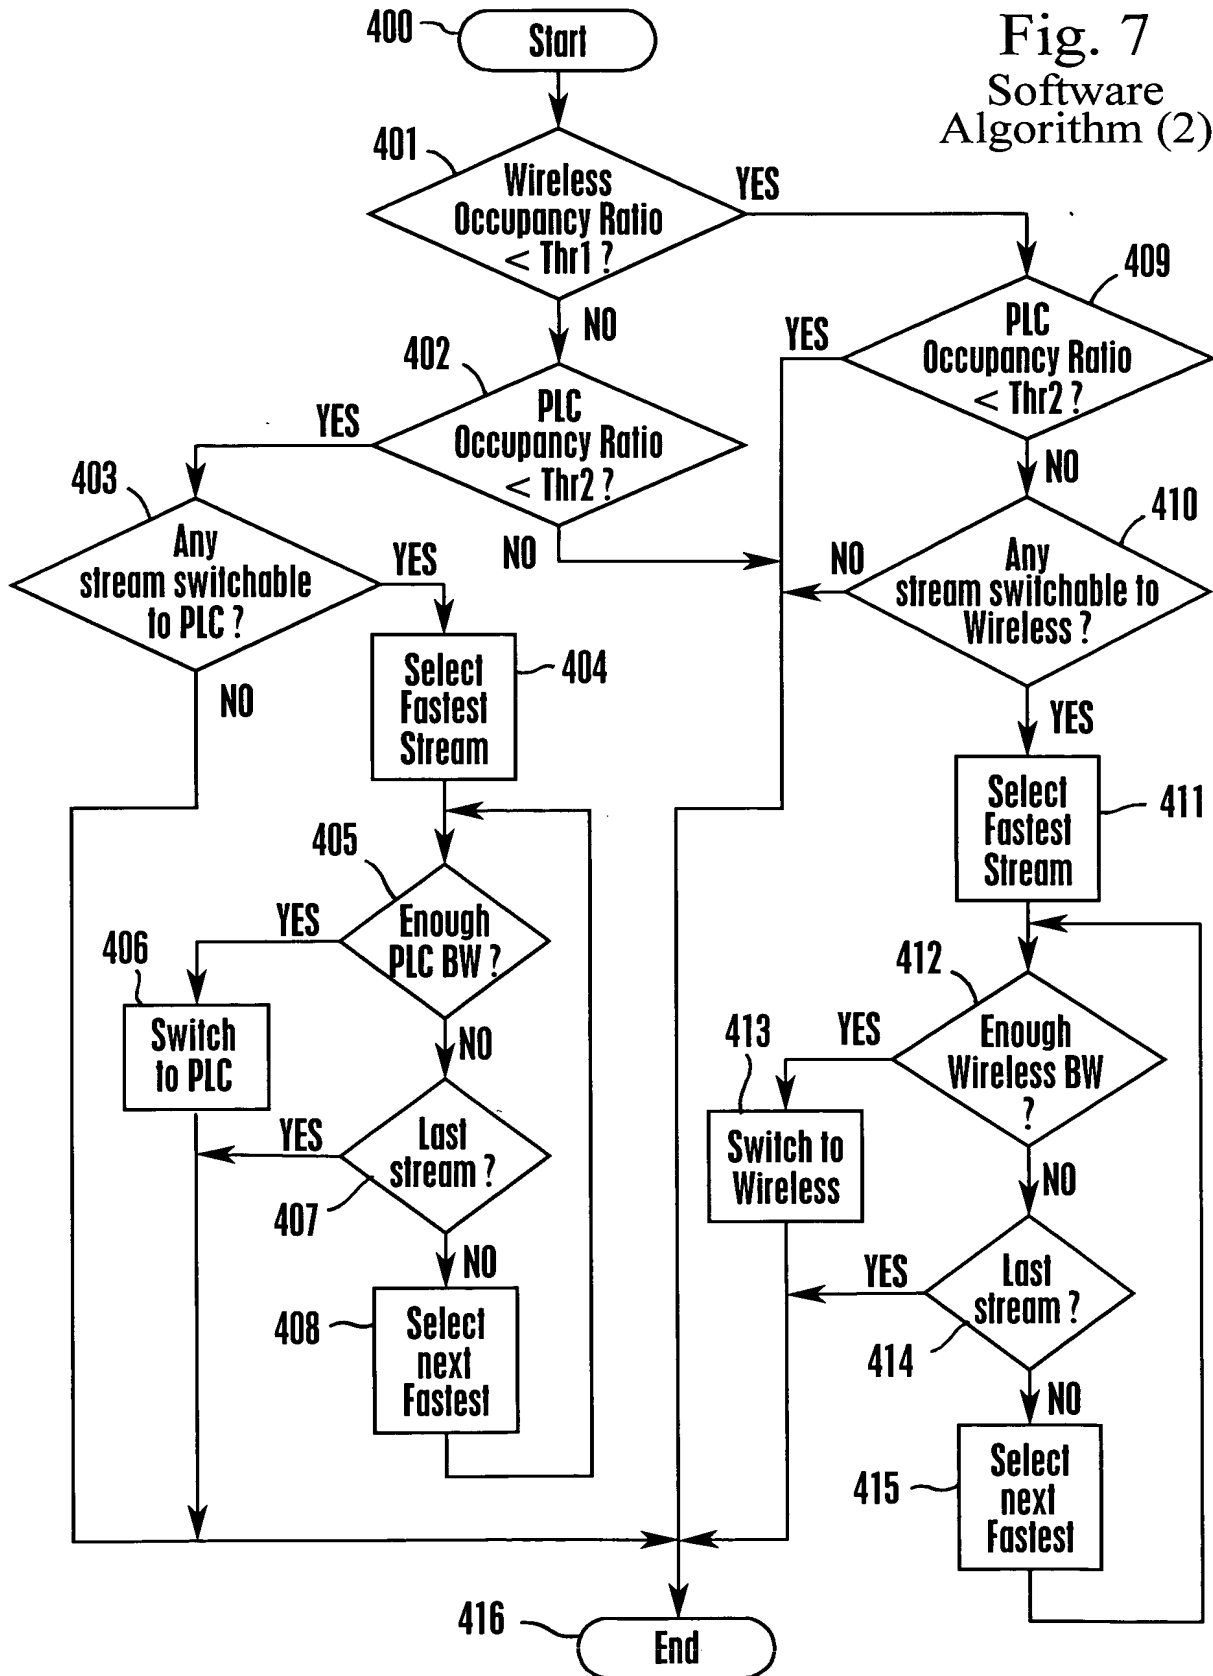 400
Start
Fig. 7
Software
Algorithm (2)
401
Wireless
Occupancy Ratio
< Thr1 ?
YES
NO
409
PLC
Occupancy Ratio
< Thr2 ?
YES
NO
402
PLC
Occupancy Ratio
< Thr2 ?
YES
NO
403
Any
stream switchable
to PLC ?
YES
NO
410
Any
stream switchable to
Wireless ?
NO
YES
404
Select
Fastest
Stream
411
Select
Fastest
Stream
405
Enough
PLC BW ?
YES
NO
406
Switch
to PLC
407
Last
stream ?
YES
NO
408
Select
next
Fastest
412
Enough
Wireless BW
?
YES
NO
413
Switch to
Wireless
414
Last
stream ?
YES
NO
415
Select
next
Fastest
416
End